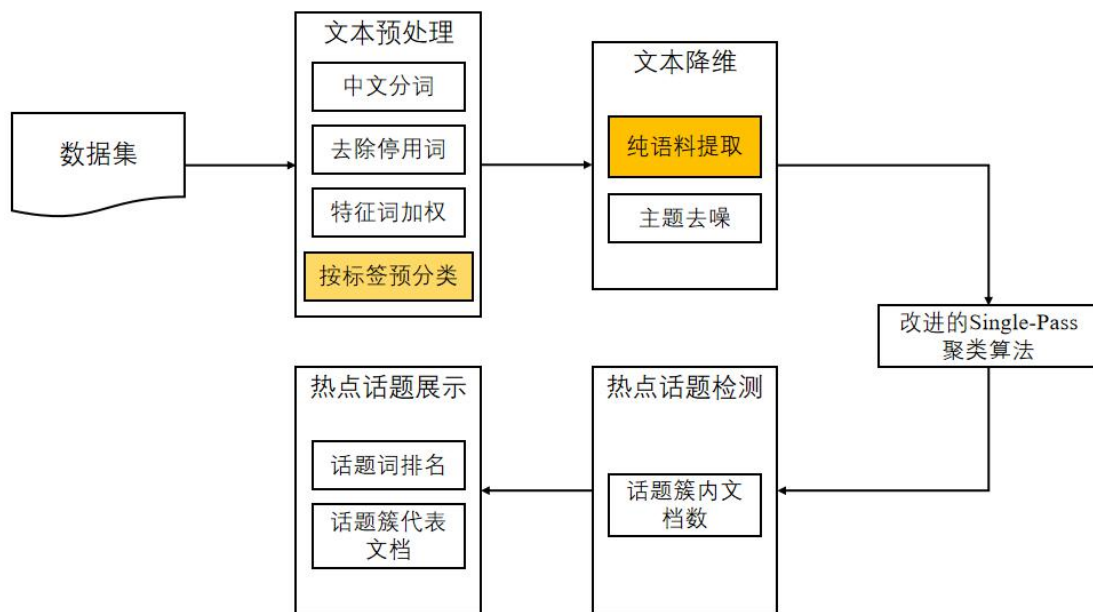 数据集
文本预处理
中文分词
去除停用词
特征词加权
按标签预分类
文本降维
纯语料提取
主题去噪
改进的Single-Pass
聚类算法
热点话题检测
话题簇内文
档数
热点话题展示
话题词排名
话题簇代表
文档